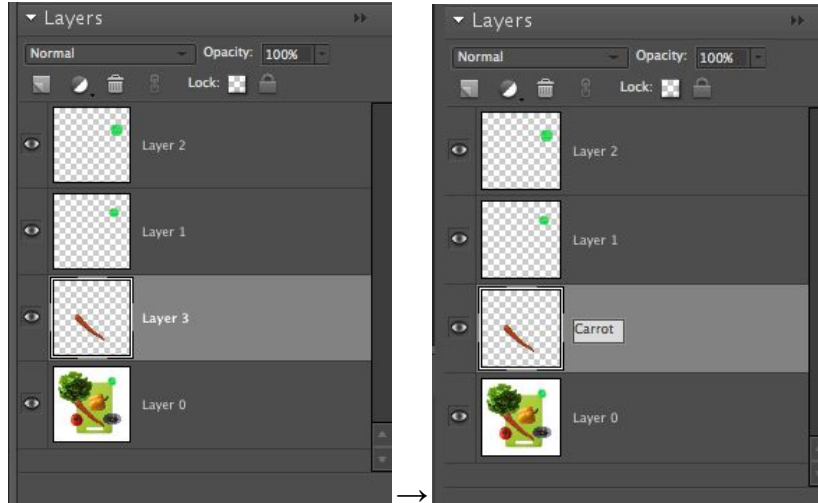 Layers
Normal Opacity: 100%
Lock:
Layer 2
Layer 1
Layer 3
Layer 0
→
Layers
Normal Opacity: 100%
Lock:
Layer 2
Layer 1
Carrot
Layer 0